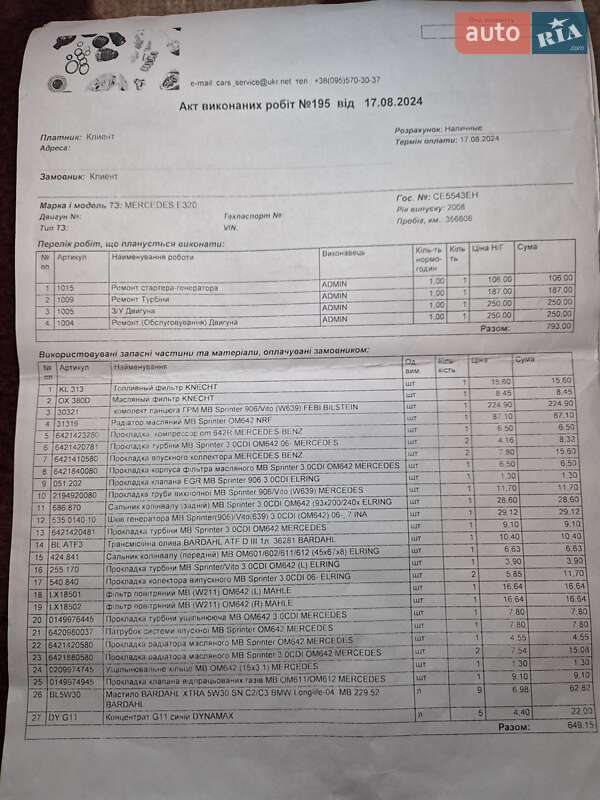 Під ремонту
auto RIA.com
e-mail cars_service@ukr.net тел +38(095)570-30-37
Акт виконаних робіт №195 від 17.08.2024
Платник: Клиент
Розрахунок: Наличные
Адреса:
Термін оплати: 17.08.2024
Замовник: Клиент
Марка і модель ТЗ: MERCEDES E320
Гос. №: CE5543EH
Двигун №: Техпаспорт №:
Рік випуску: 2008
Тип ТЗ: VIN:
Пробіг, км. 356808
Перелік робіт, що планується виконати:
№ пп Артикул Найменування роботи Виконавець Кіль-ть нормо-годин Кіль ть Ціна Н/Г Сума
1 1015 Ремонт стартера-генератора ADMIN 1.00 1 106.00 106.00
2 1009 Ремонт Турбіни ADMIN 1.00 1 187.00 187.00
3 1005 З/У Двигуна ADMIN 1.00 1 250.00 250.00
4 1004 Ремонт (Обслуговування) Двигуна ADMIN 1.00 1 250.00 250.00
Разом: 793.00
Використовувані запасні частини та матеріали, оплачувані замовником:
№ пп Артикул Найменування Од. вим. Кіль-кість Ціна Сума
1 KL 313 Топливный фильтр KNECHT шт 1 15.60 15.60
2 OX 380D Масляный фильтр KNECHT шт 1 8.45 8.45
3 30321 комплект ланцюга ГРМ MB Sprinter 906/Vito (W639) FEBI BILSTEIN шт 1 224.90 224.90
4 31319 Радіатор масляний MB Sprinter OM642 NRF шт 1 87.10 87.10
5 6421423280 Прокладка, компрессор om 642R MERCEDES BENZ шт 1 6.50 6.50
6 6421420781 Прокладка турбіни MB Sprinter 3.0CDI OM642 06- MERCEDES шт 2 4.16 8.33
7 6421410580 Прокладка впускного коллектора MERCEDES BENZ шт 2 7.80 15.60
8 6421840080 Прокладка корпуса фільтра масляного MB Sprinter 3.0CDI OM642 MERCEDES шт 1 6.50 6.50
9 051.202 Прокладка клапана EGR MB Sprinter 906 3.0CDI ELRING шт 1 1.30 1.30
10 2194920080 Прокладка труби вихлопної MB Sprinter 906/Vito (W639) MERCEDES шт 1 11.70 11.70
11 686.870 Сальник колінвалу (задній) MB Sprinter 3.0CDI OM642 (93x200/240x ELRING шт 1 28.60 28.60
12 535 0140 10 Шків генератора MB Sprinter(906)/Vito(639) 3.0CDI (OM642) 06-, 7 INA шт 1 29.12 29.12
13 6421420481 Прокладка турбіни MB Sprinter 3.0CDI OM642 MERCEDES шт 1 9.10 9.10
14 BL ATF3 Трансмісійна олива BARDAHL ATF D III 1л. 36281 BARDAHL шт 1 10.40 10.40
15 424.841 Сальник колінвалу (передній) MB OM601/602/611/612 (45x67x8) ELRING шт 1 6.63 6.63
16 255.170 Прокладка турбіни MB Sprinter/Vito 3.0CDI OM642 (L) ELRING шт 1 3.90 3.90
17 540.840 Прокладка колектора випускного MB Sprinter 3.0CDI 06- ELRING шт 2 5.85 11.70
18 LX18501 фільтр повітряний MB (W211) OM642 (L) MAHLE шт 1 16.64 16.64
19 LX18502 фільтр повітряний MB (W211) OM642 (R) MAHLE шт 1 16.64 16.64
20 0149976445 Прокладка турбіни ущільнююча MB OM642 3.0CDI MERCEDES шт 1 7.80 7.80
21 6420980037 Патрубок системи впускної MB Sprinter OM642 MERCEDES шт 1 7.80 7.80
22 6421420580 Прокладка радіатора масляного MB Sprinter OM642 MERCEDES шт 1 4.55 4.55
23 6421880580 Прокладка радіатора масляного MB Sprinter 3.0CDI OM642 MERCEDES шт 2 7.54 15.08
24 0209974745 Ущільнювальне кільце MB OM642 (15x3.1) MERCEDES шт 1 1.30 1.30
25 0149974945 Прокладка клапана відпрацьованих газів MB OM611/OM612 MERCEDES шт 1 9.10 9.10
26 BL5W30 Мастило BARDAHL XTRA 5W30 SN C2/C3 BMW Longlife-04 MB 229.52 BARDAHL л 9 6.98 62.82
27 DY G11 Концентрат G11 синій DYNAMAX л 5 4.40 22.00
Разом: 649.15